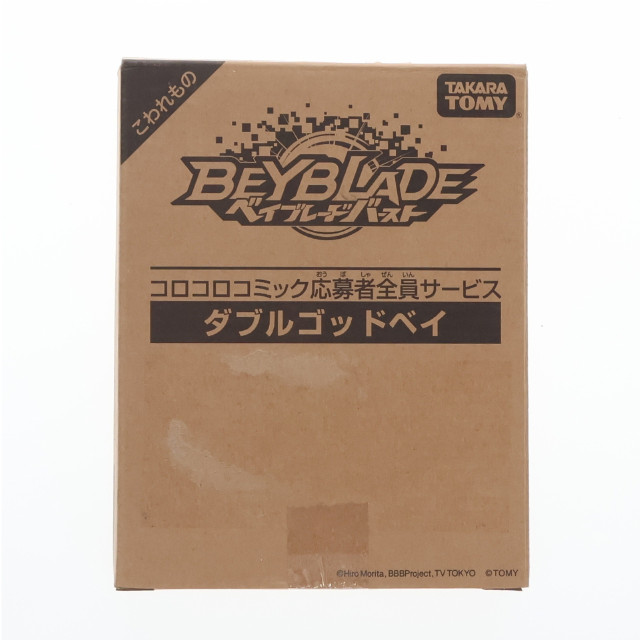 こわれもの
TAKARA
TOMY
BEYBLADE
ベイブレードバースト
おうぼしゃぜんいん
コロコロコミック応募者全員サービス
ダブルゴッドベイ
©Hiro Morita, BBBProject, TV TOKYO ©TOMY